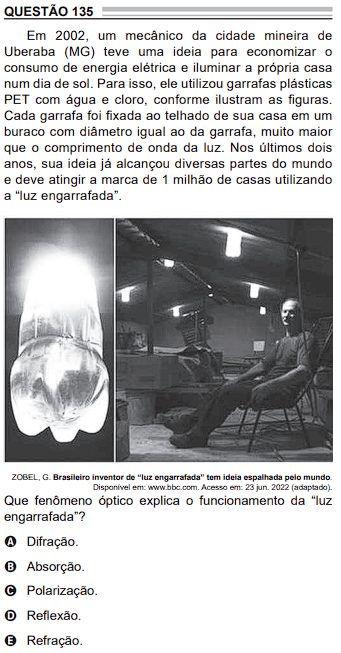 QUESTÃO 135
Em 2002, um mecânico da cidade mineira de
Uberaba (MG) teve uma ideia para economizar o
consumo de energia elétrica e iluminar a própria casa
num dia de sol. Para isso, ele utilizou garrafas plásticas
PET com água e cloro, conforme ilustram as figuras.
Cada garrafa foi fixada ao telhado de sua casa em um
buraco com diâmetro igual ao da garrafa, muito maior
que o comprimento de onda da luz. Nos últimos dois
anos, sua ideia já alcançou diversas partes do mundo
e deve atingir a marca de 1 milhão de casas utilizando
a “luz engarrafada”.
ZOBEL, G. Brasileiro inventor de “luz engarrafada” tem ideia espalhada pelo mundo.
Disponível em: www.bbc.com. Acesso em: 23 jun. 2022 (adaptado).
Que fenômeno óptico explica o funcionamento da “luz
engarrafada”?
A Difração.
B Absorção.
C Polarização.
D Reflexão.
E Refração.